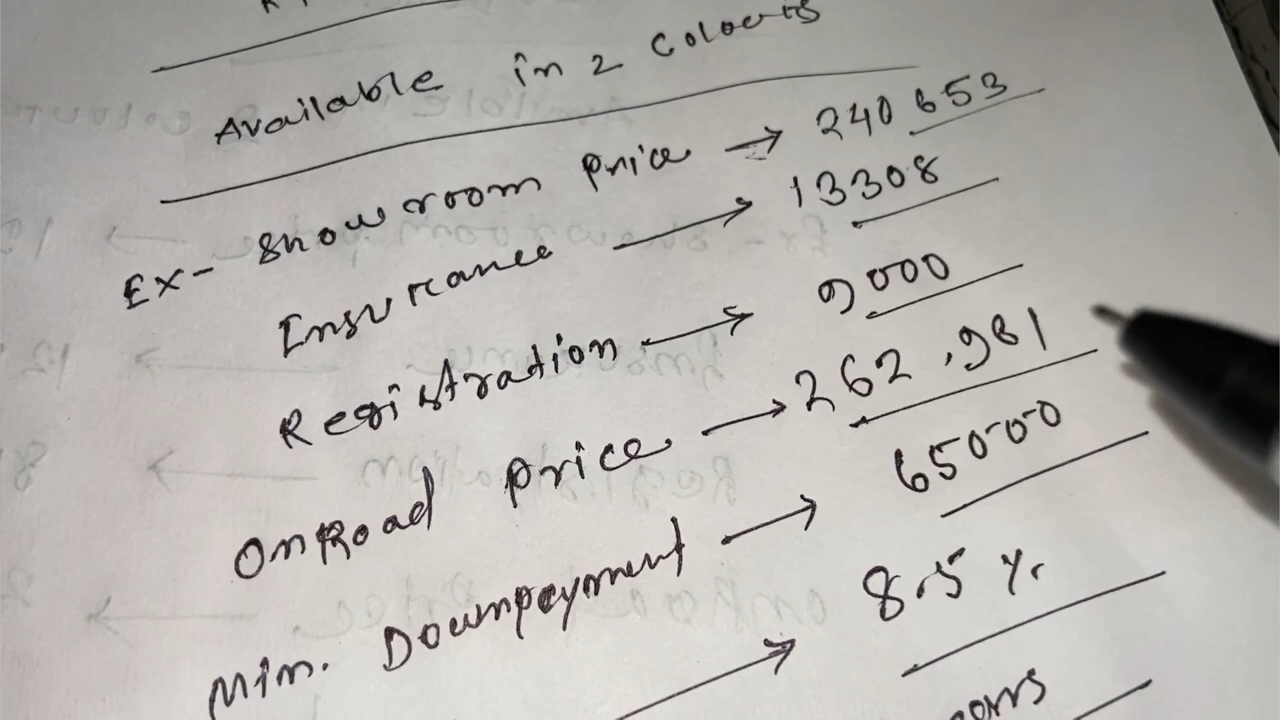 Available in 2 Colours
Ex- Showroom Price → 240653
Insurance → 13308
Registration → 9000
OnRoad Price → 262,981
Min. Downpayment → 65000
→ 8.5 %